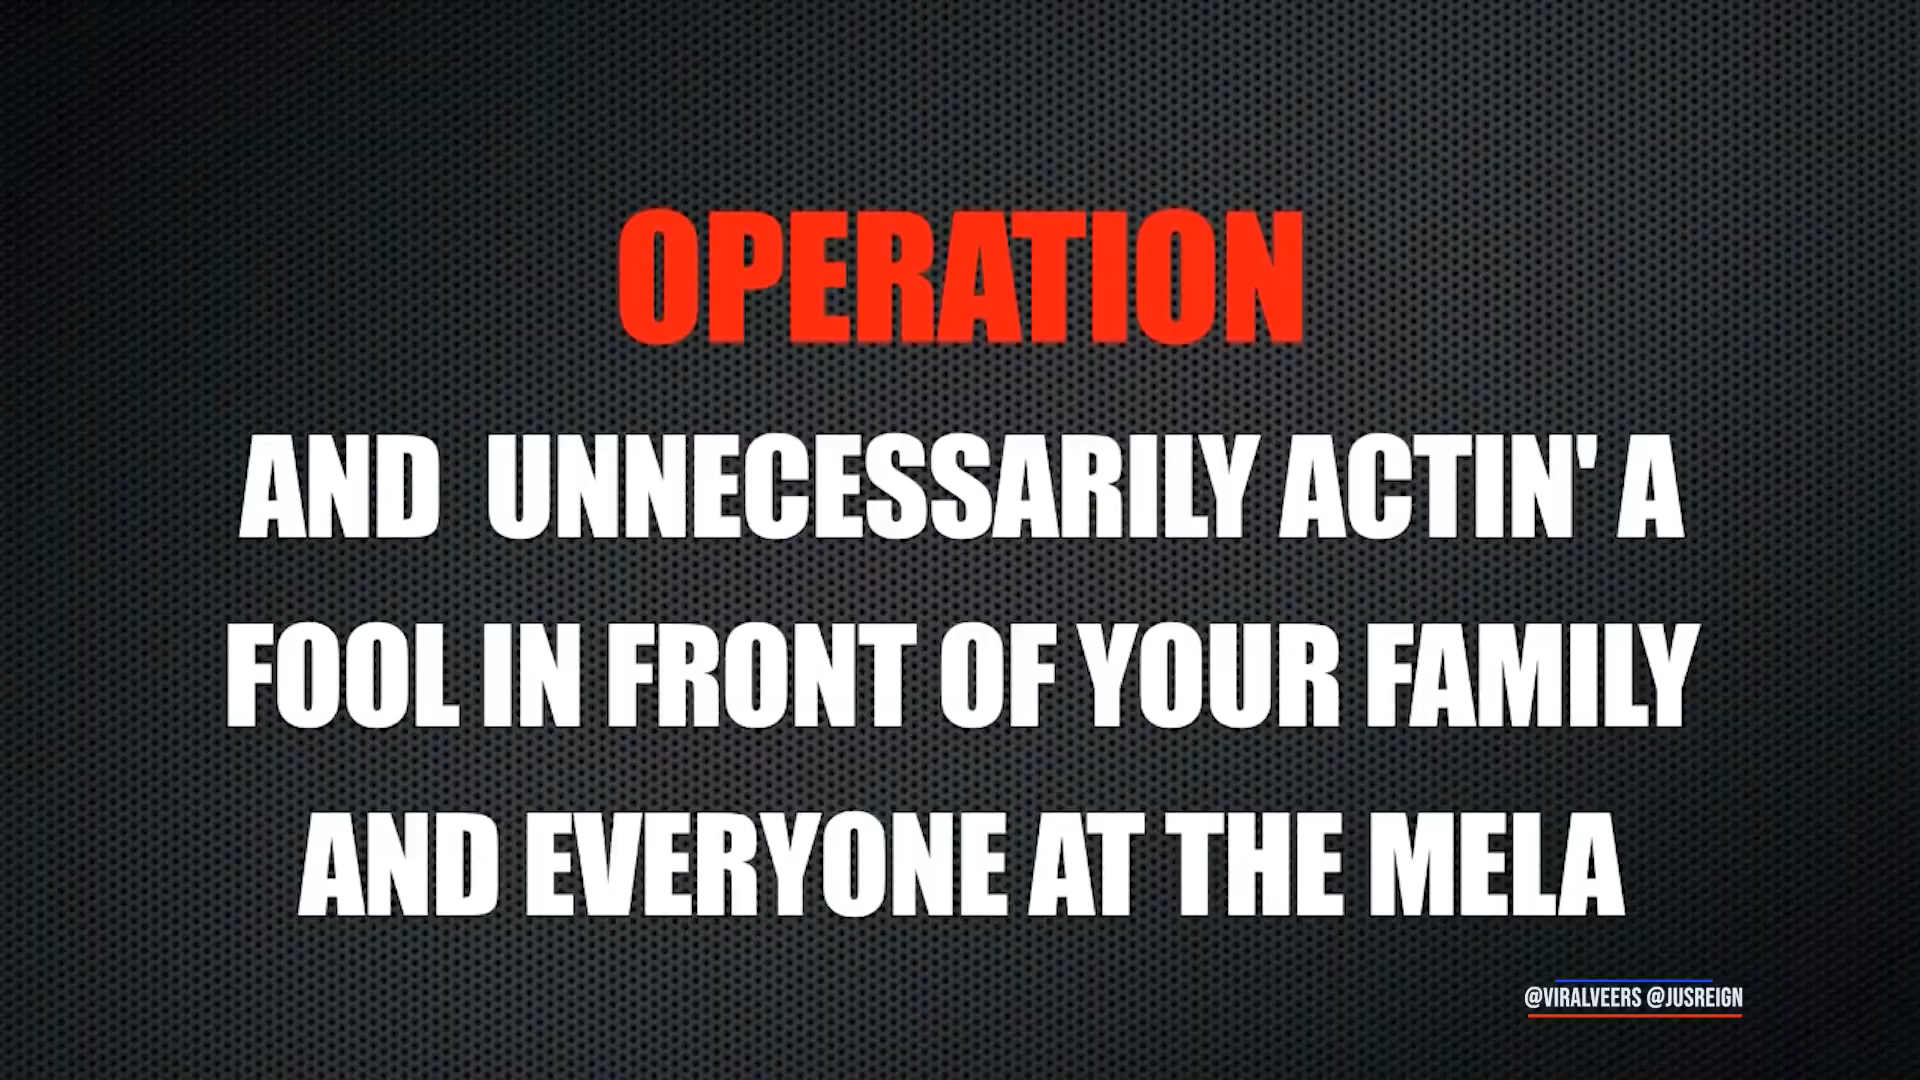 OPERATION
AND UNNECESSARILY ACTIN' A
FOOL IN FRONT OF YOUR FAMILY
AND EVERYONE AT THE MELA
@VIRALVEERS @JUSREIGN